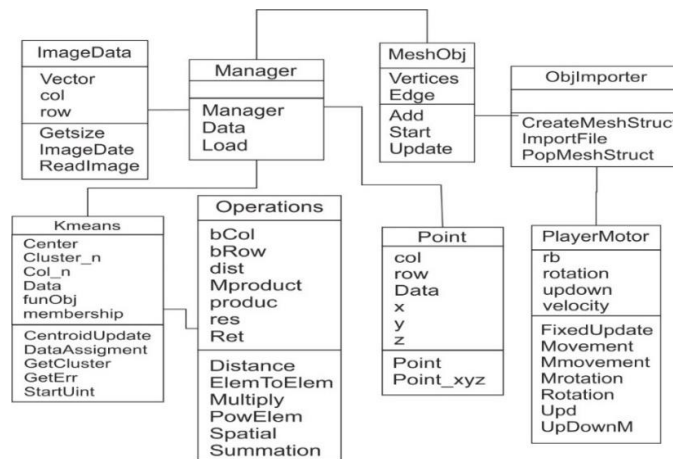 ImageData
Vector
col
row
Getsize
ImageDate
ReadImage
Manager
Manager
Data
Load
MeshObj
Vertices
Edge
Add
Start
Update
ObjImporter
CreateMeshStruct
ImportFile
PopMeshStruct
Kmeans
Center
Cluster_n
Col_n
Data
funObj
membership
CentroidUpdate
DataAssigment
GetCluster
GetErr
StartUint
Operations
bCol
bRow
dist
Mproduct
produc
res
Ret
Distance
ElemToElem
Multiply
PowElem
Spatial
Summation
Point
col
row
Data
x
y
z
Point
Point_xyz
PlayerMotor
rb
rotation
updown
velocity
FixedUpdate
Movement
Mmovement
Mrotation
Rotation
Upd
UpDownM